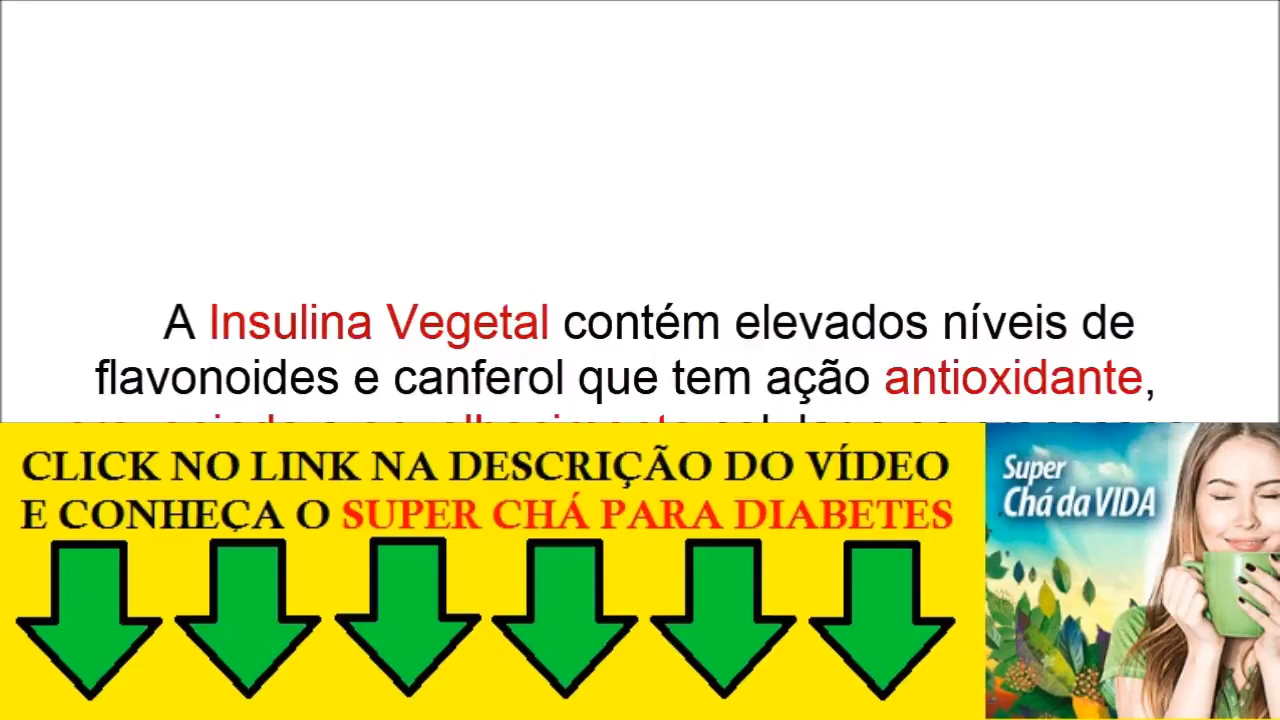 A Insulina Vegetal contém elevados níveis de
flavonoides e canferol que tem ação antioxidante,
CLICK NO LINK NA DESCRIÇÃO DO VÍDEO
E CONHEÇA O SUPER CHÁ PARA DIABETES
Super
Chá da VIDA